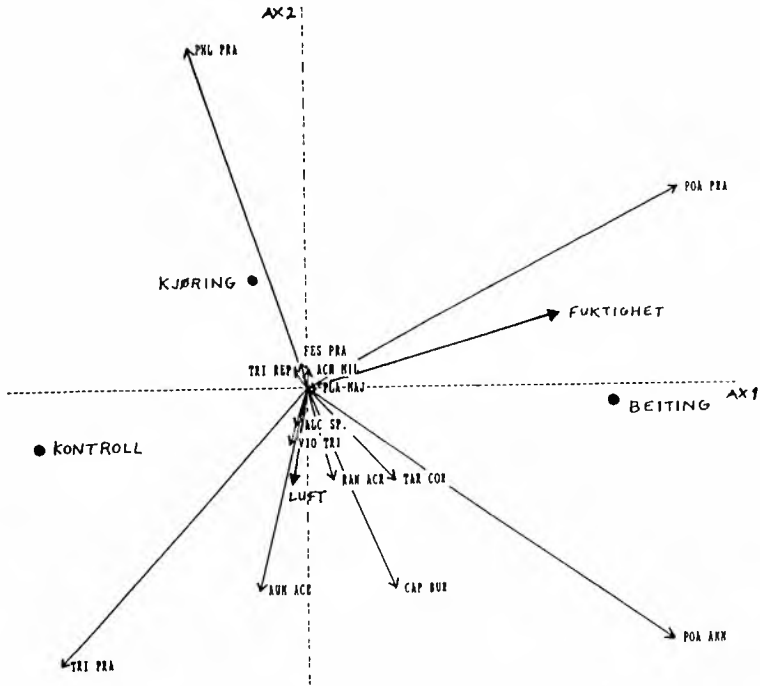 AX2
PHL PRA
POA PRA
KJØRING
FUKTIGHET
FES PRA
TRI REP
ACH MIL
PLA-MAJ
AX1
BEITING
KONTROLL
ALC SP.
VIO TRI
RAN ACR
TAR COR
LUFT
RUM ACE
CAP BUR
POA ANN
TRI PRA